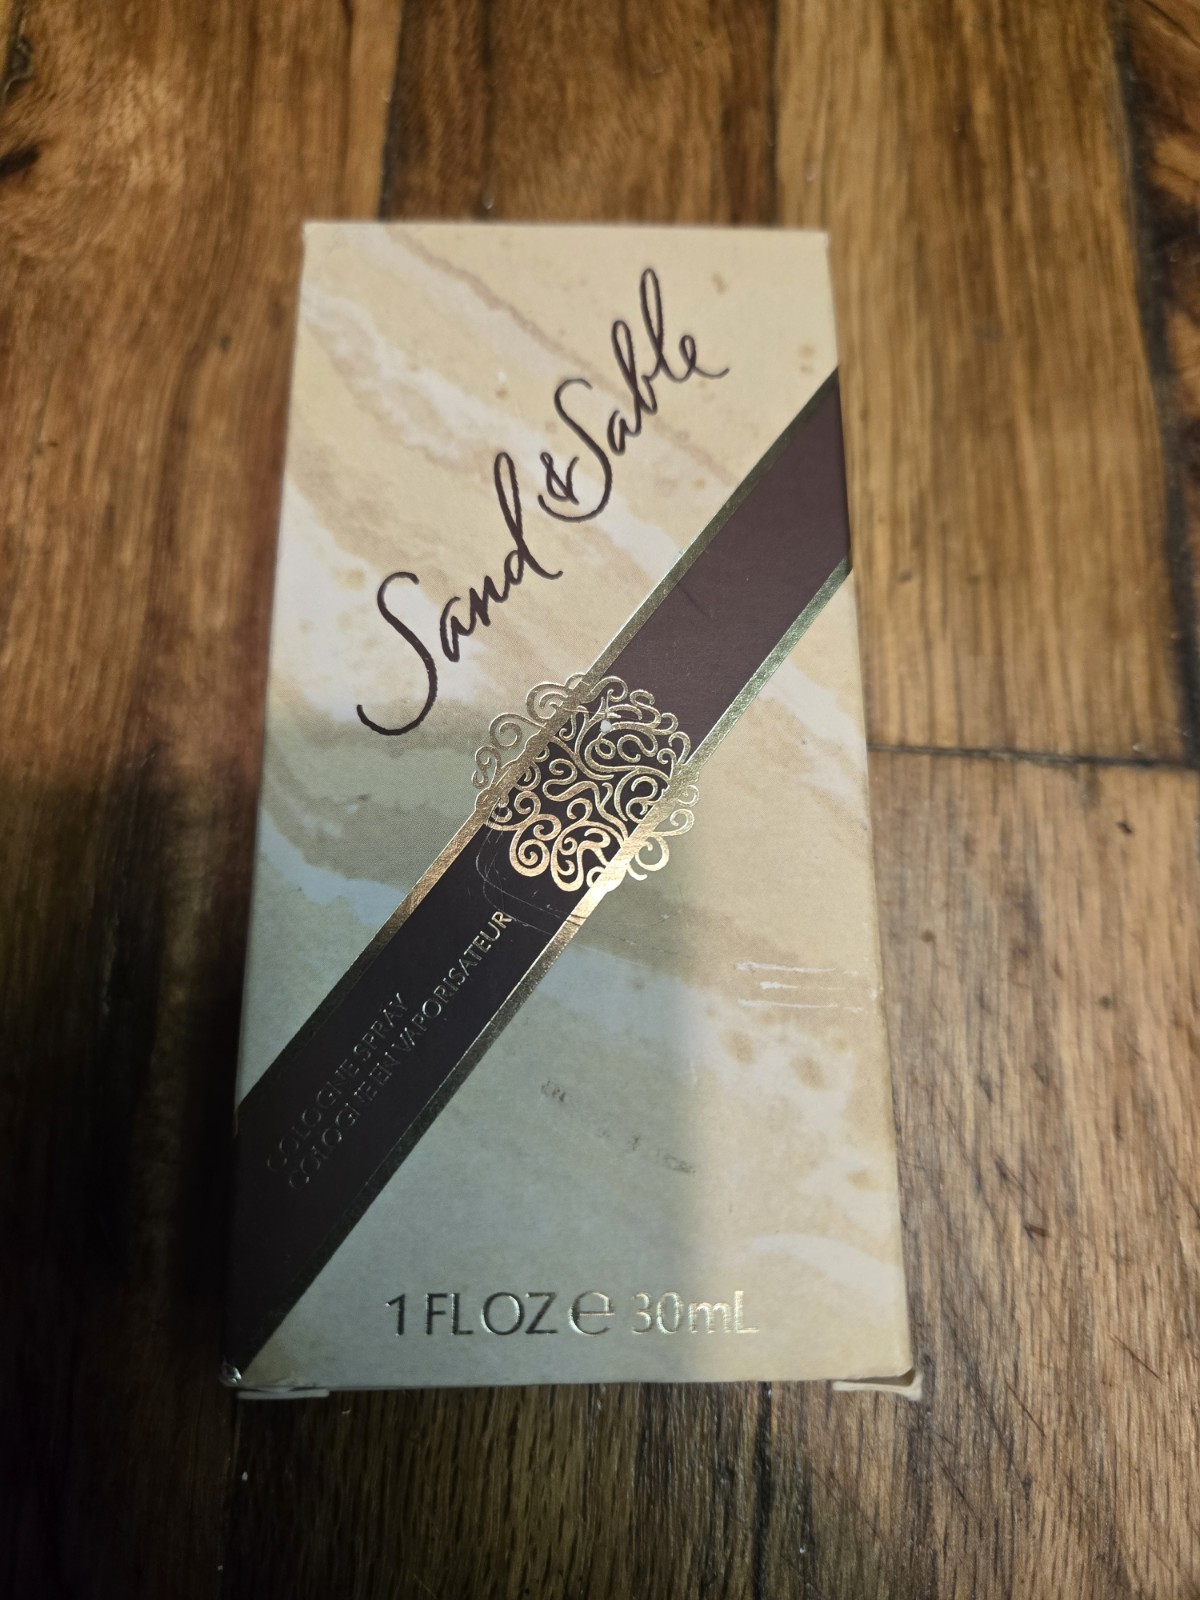 Sand & Sable
COLOGNE SPRAY
COLOGNE EN VAPORISATEUR
1 FL OZ ℮ 30mL